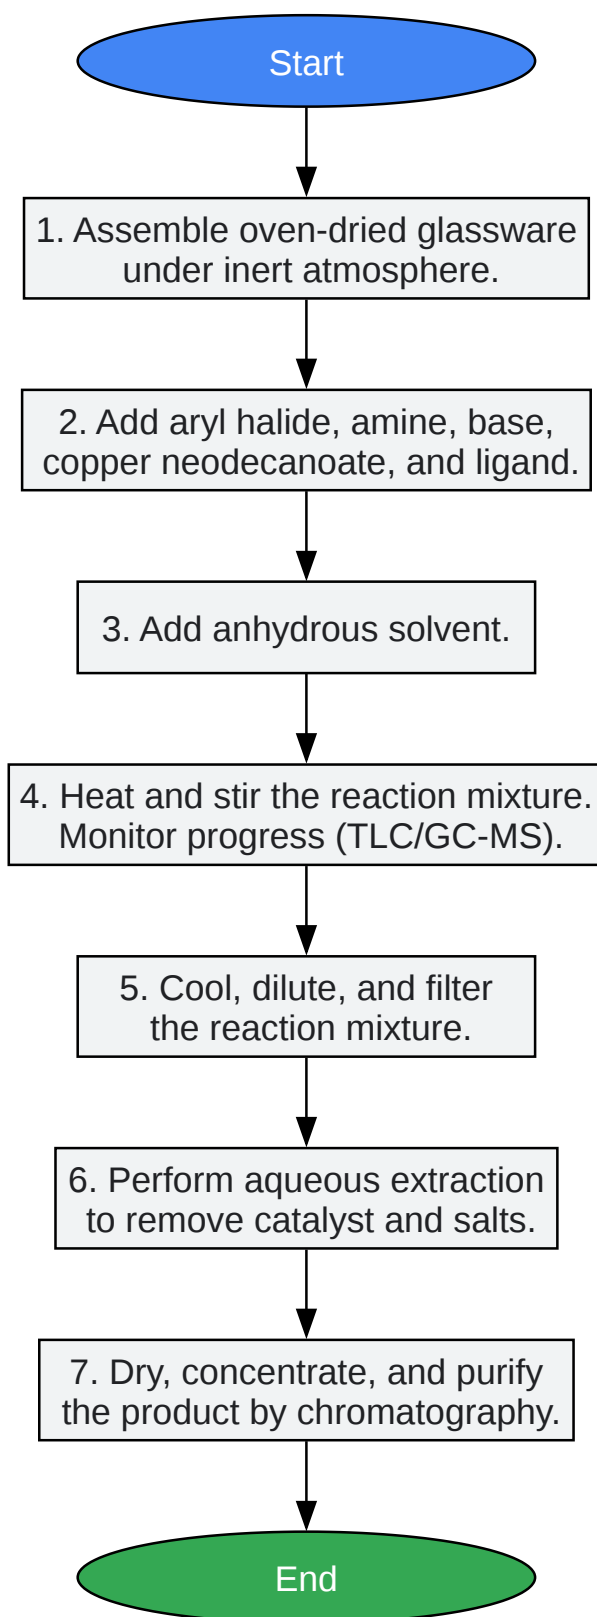 Start
1. Assemble oven-dried glassware
under inert atmosphere.
2. Add aryl halide, amine, base,
copper neodecanoate, and ligand.
3. Add anhydrous solvent.
4. Heat and stir the reaction mixture.
Monitor progress (TLC/GC-MS).
5. Cool, dilute, and filter
the reaction mixture.
6. Perform aqueous extraction
to remove catalyst and salts.
7. Dry, concentrate, and purify
the product by chromatography.
End